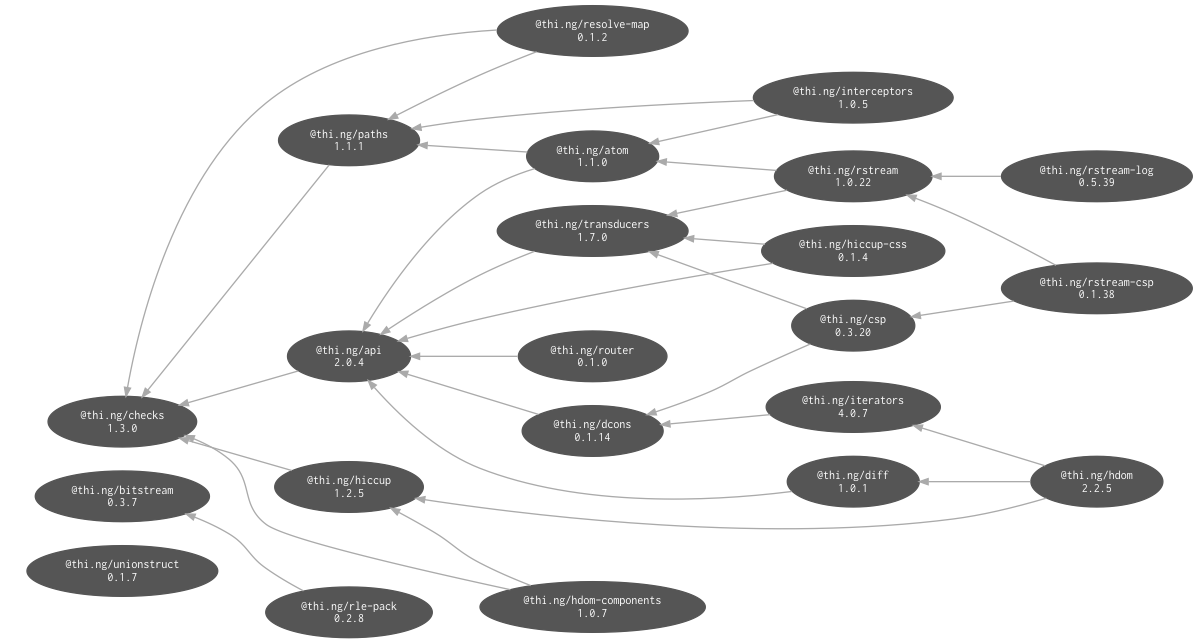 @thi.ng/resolve-map
0.1.2
@thi.ng/interceptors
1.0.5
@thi.ng/paths
1.1.1
@thi.ng/atom
1.1.0
@thi.ng/rstream
1.0.22
@thi.ng/rstream-log
0.5.39
@thi.ng/transducers
1.7.0
@thi.ng/hiccup-css
0.1.4
@thi.ng/rstream-csp
0.1.38
@thi.ng/csp
0.3.20
@thi.ng/api
2.0.4
@thi.ng/router
0.1.0
@thi.ng/checks
1.3.0
@thi.ng/dcons
0.1.14
@thi.ng/iterators
4.0.7
@thi.ng/hiccup
1.2.5
@thi.ng/diff
1.0.1
@thi.ng/hdom
2.2.5
@thi.ng/bitstream
0.3.7
@thi.ng/unionstruct
0.1.7
@thi.ng/rle-pack
0.2.8
@thi.ng/hdom-components
1.0.7